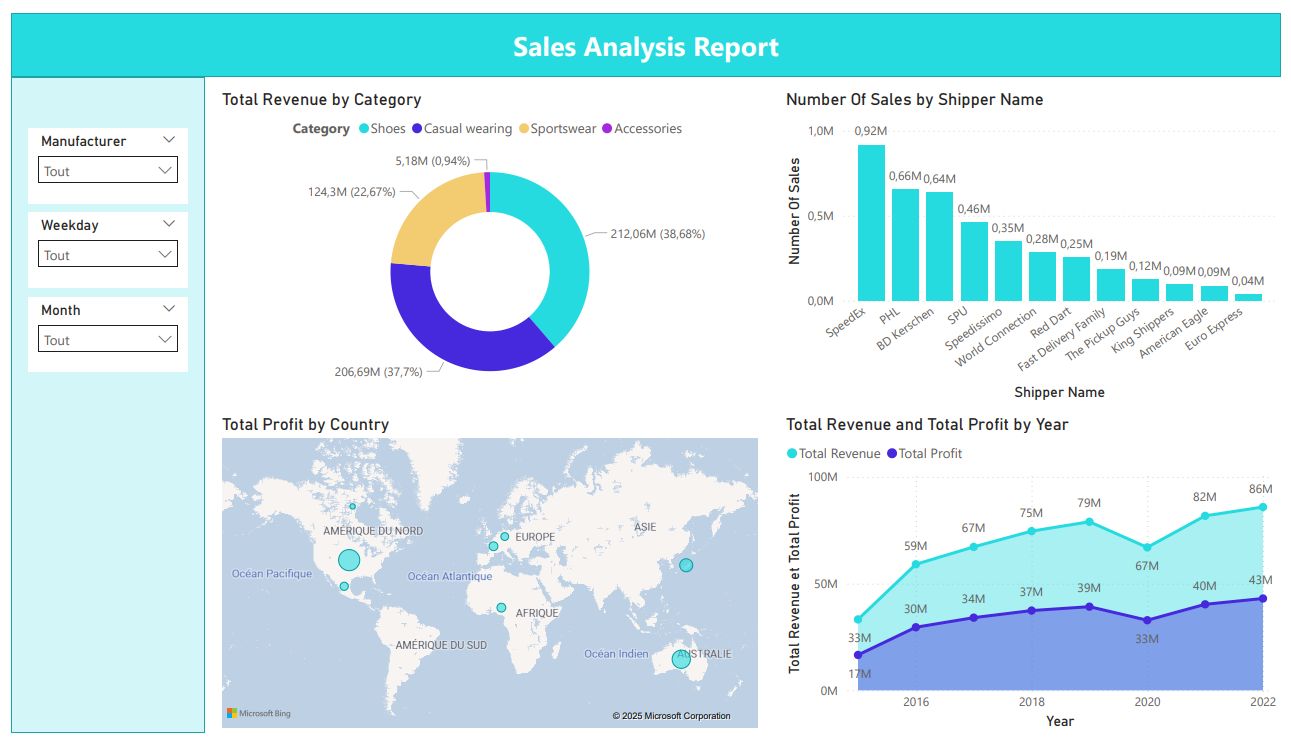 Sales Analysis Report
Manufacturer
Tout
Weekday
Tout
Month
Tout
Total Revenue by Category
Category Shoes Casual wearing Sportswear Accessories
5,18M (0,94%)
124,3M (22,67%)
212,06M (38,68%)
206,69M (37,7%)
Number Of Sales by Shipper Name
Number Of Sales
1,0M
0,5M
0,0M
0,92M
0,66M
0,64M
0,46M
0,35M
0,28M
0,25M
0,19M
0,12M
0,09M
0,09M
0,04M
SpeedEx
PHL
BD Kerschen
SPU
Speedissimo
World Connection
Red Dart
Fast Delivery Family
The Pickup Guys
King Shippers
American Eagle
Euro Express
Shipper Name
Total Profit by Country
AMÉRIQUE DU NORD
EUROPE
ASIE
Océan Pacifique
Océan Atlantique
AFRIQUE
AMÉRIQUE DU SUD
Océan Indien
AUSTRALIE
Microsoft Bing
© 2025 Microsoft Corporation
Total Revenue and Total Profit by Year
Total Revenue Total Profit
Total Revenue et Total Profit
100M
50M
0M
33M
59M
67M
75M
79M
67M
82M
86M
17M
30M
34M
37M
39M
33M
40M
43M
2016
2018
2020
2022
Year